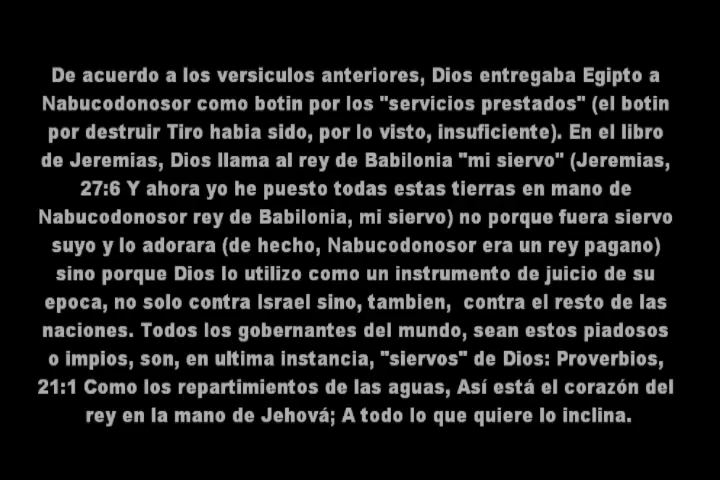 De acuerdo a los versiculos anteriores, Dios entregaba Egipto a
Nabucodonosor como botin por los "servicios prestados" (el botin
por destruir Tiro habia sido, por lo visto, insuficiente). En el libro
de Jeremias, Dios llama al rey de Babilonia "mi siervo" (Jeremias,
27:6 Y ahora yo he puesto todas estas tierras en mano de
Nabucodonosor rey de Babilonia, mi siervo) no porque fuera siervo
suyo y lo adorara (de hecho, Nabucodonosor era un rey pagano)
sino porque Dios lo utilizo como un instrumento de juicio de su
epoca, no solo contra Israel sino, tambien,  contra el resto de las
naciones. Todos los gobernantes del mundo, sean estos piadosos
o impios, son, en ultima instancia, "siervos" de Dios: Proverbios,
21:1 Como los repartimientos de las aguas, Así está el corazón del
rey en la mano de Jehová; A todo lo que quiere lo inclina.